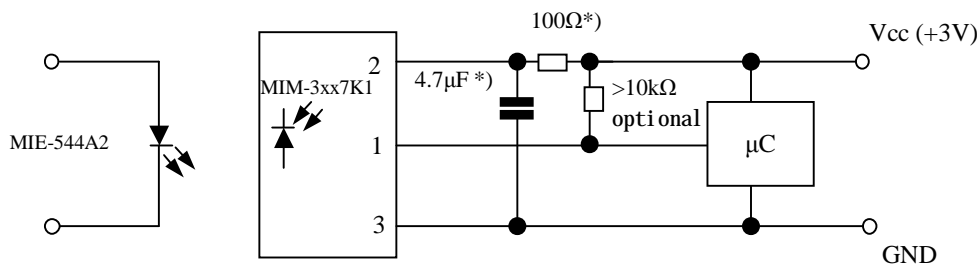 100Ω*)
Vcc (+3V)
2
4.7μF *)
MIM-3xx7K1
>10kΩ
optional
MIE-544A2
1
μC
3
GND